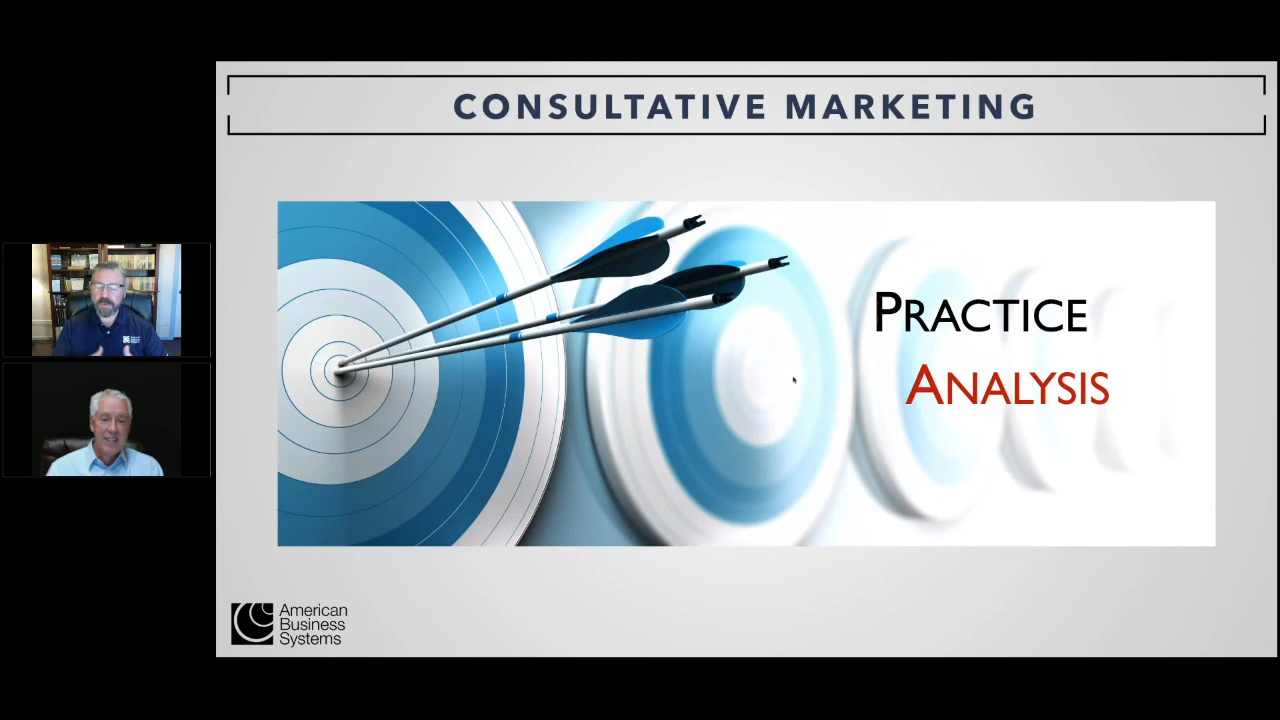 CONSULTATIVE MARKETING
PRACTICE
ANALYSIS
American
Business
Systems